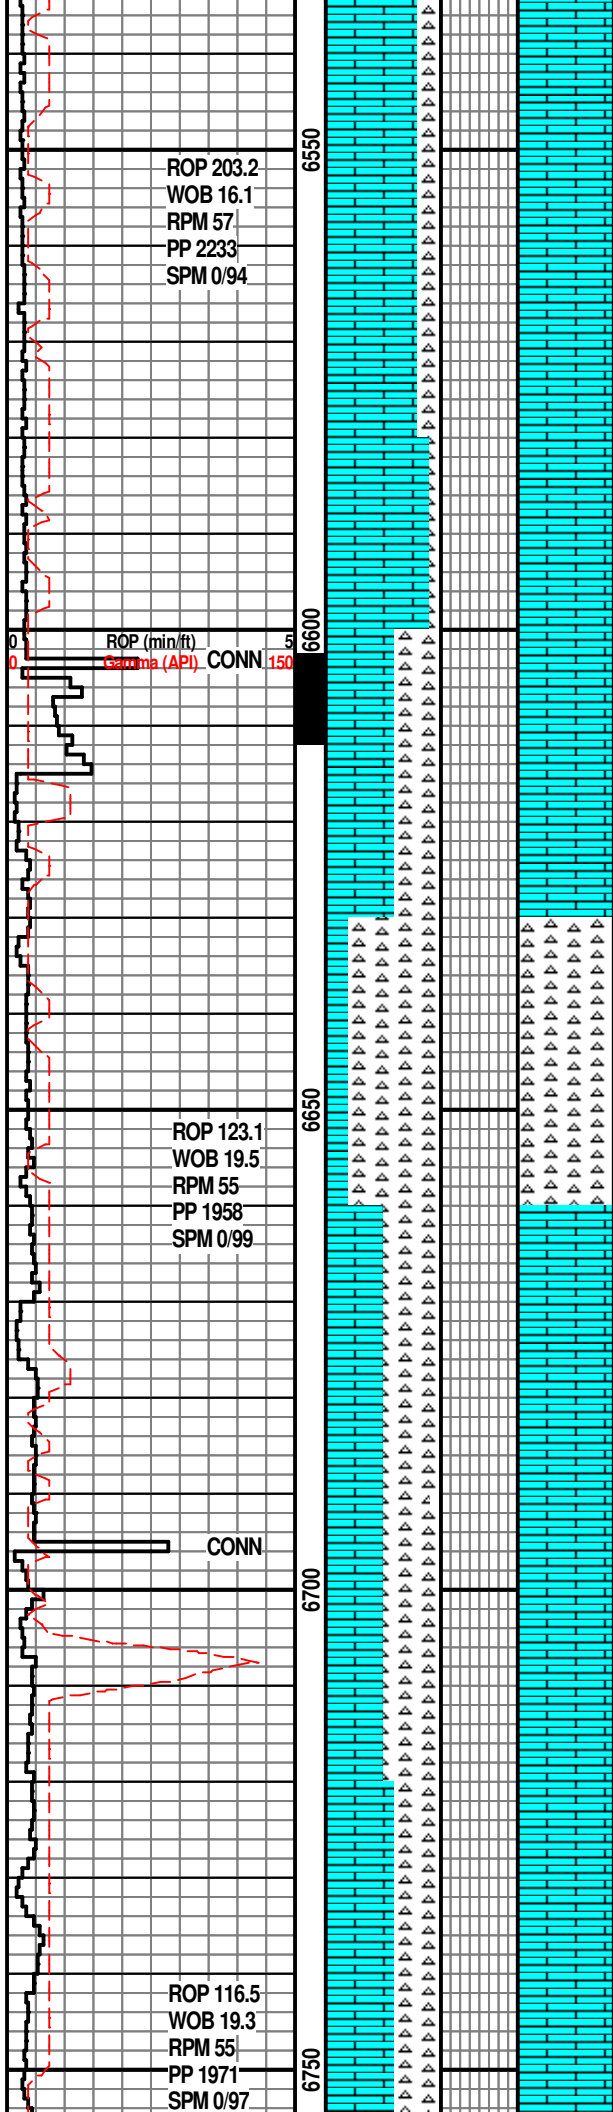 6550
ROP 203.2
WOB 16.1
RPM 57
PP 2233
SPM 0/94
6600
0 ROP (min/ft) 5
0 Gamma (API) 150
CONN
6650
ROP 123.1
WOB 19.5
RPM 55
PP 1958
SPM 0/99
CONN
6700
ROP 116.5
WOB 19.3
RPM 55
PP 1971
SPM 0/97
6750